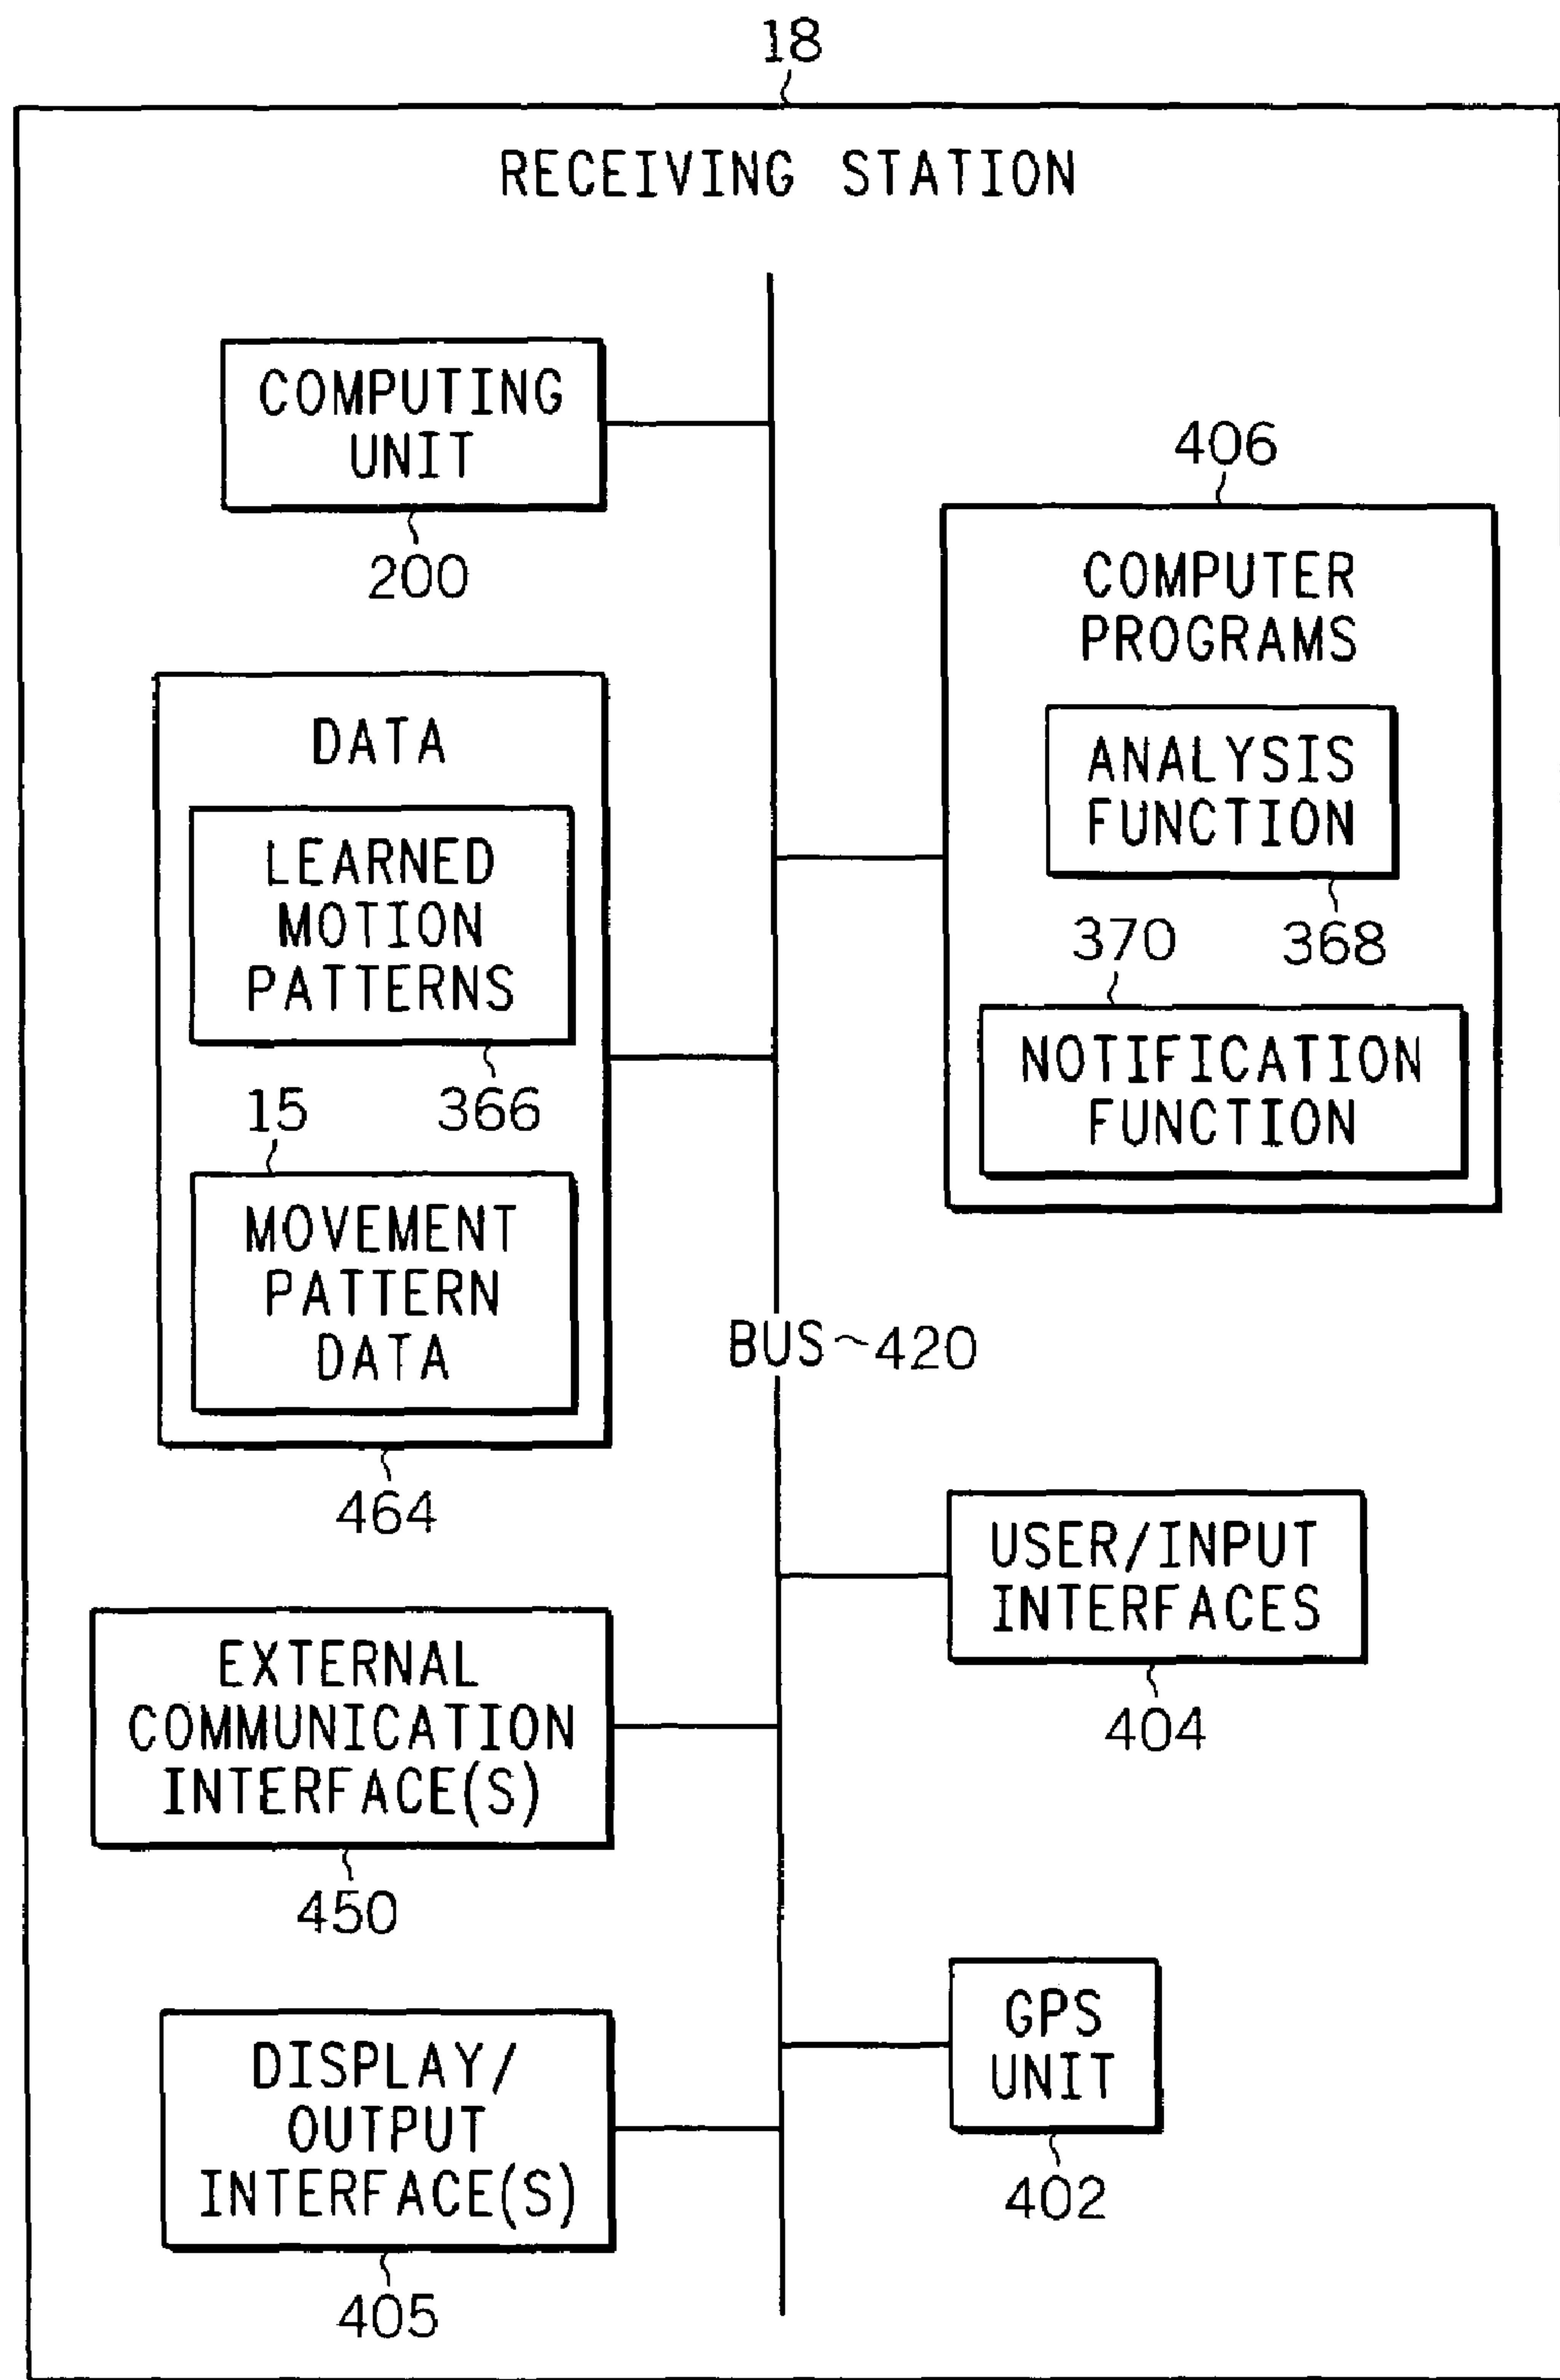 18
RECEIVING STATION
COMPUTING
UNIT
200
406
COMPUTER
PROGRAMS
ANALYSIS
FUNCTION
368
370
NOTIFICATION
FUNCTION
DATA
LEARNED
MOTION
PATTERNS
366
15
MOVEMENT
PATTERN
DATA
464
BUS~420
USER/INPUT
INTERFACES
404
EXTERNAL
COMMUNICATION
INTERFACE(S)
450
GPS
UNIT
402
DISPLAY/
OUTPUT
INTERFACE(S)
405